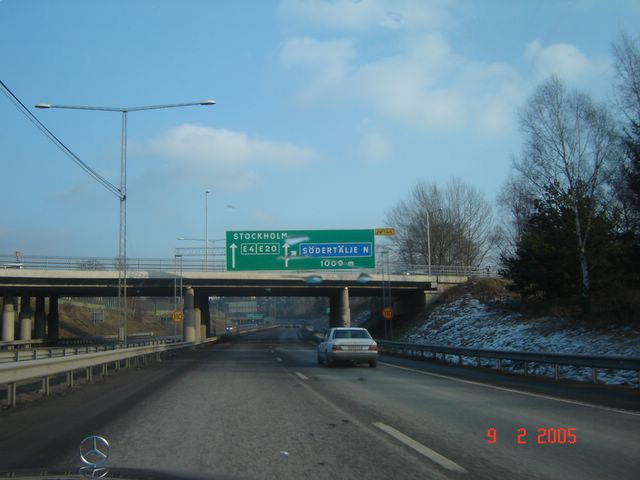 STOCKHOLM
E4 E20
SÖDERTÄLJE N
1000 m
9 2 2005